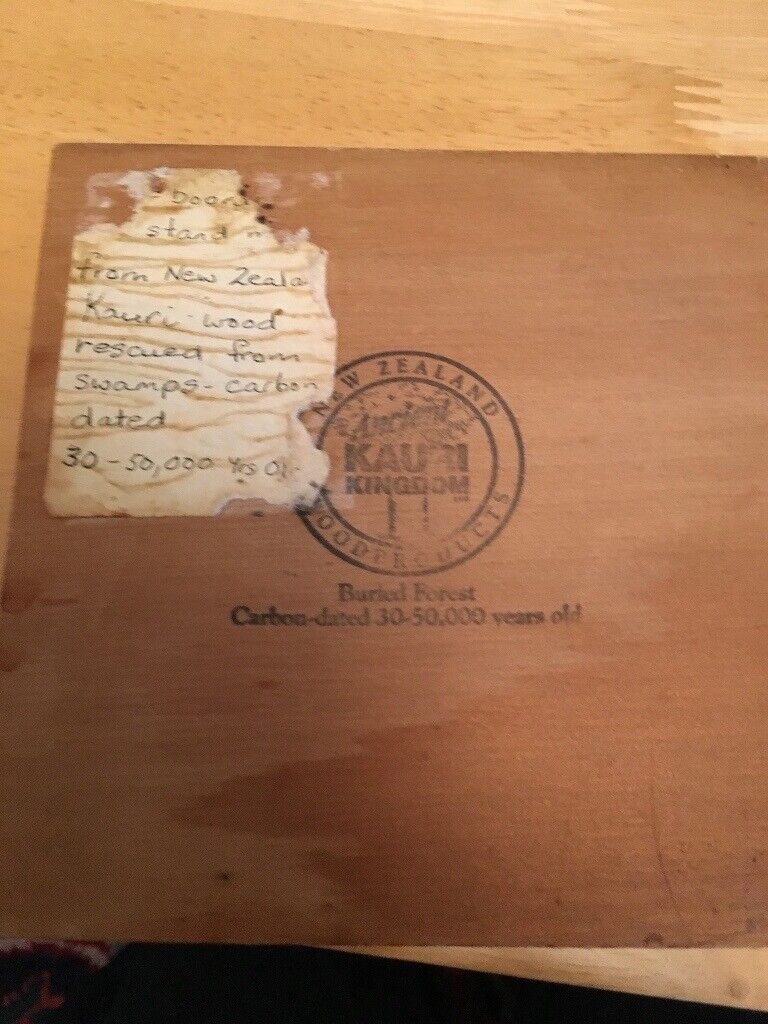 board
stand
from New Zeala
Kauri-wood
rescued from
swamps-carbon
dated
30-50,000 Yrs
NEW ZEALAND
Ancient
KAURI
KINGDOM
WOODPRODUCTS
Buried Forest
Carbon-dated 30-50,000 years old